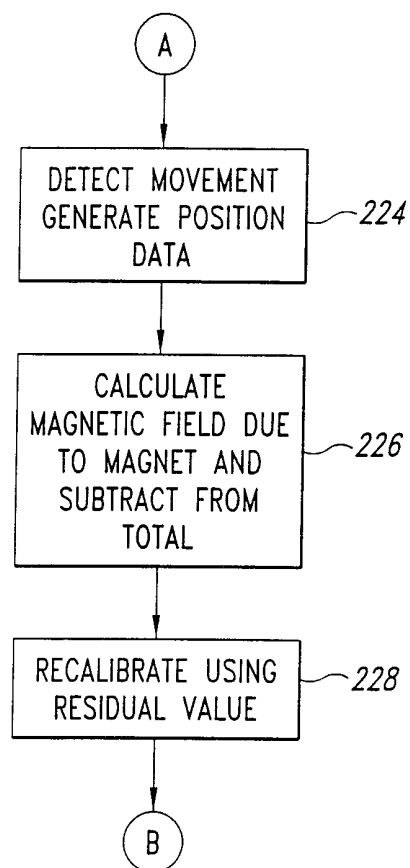 A
DETECT MOVEMENT
GENERATE POSITION
DATA
224
CALCULATE
MAGNETIC FIELD DUE
TO MAGNET AND
SUBTRACT FROM
TOTAL
226
RECALIBRATE USING
RESIDUAL VALUE
228
B